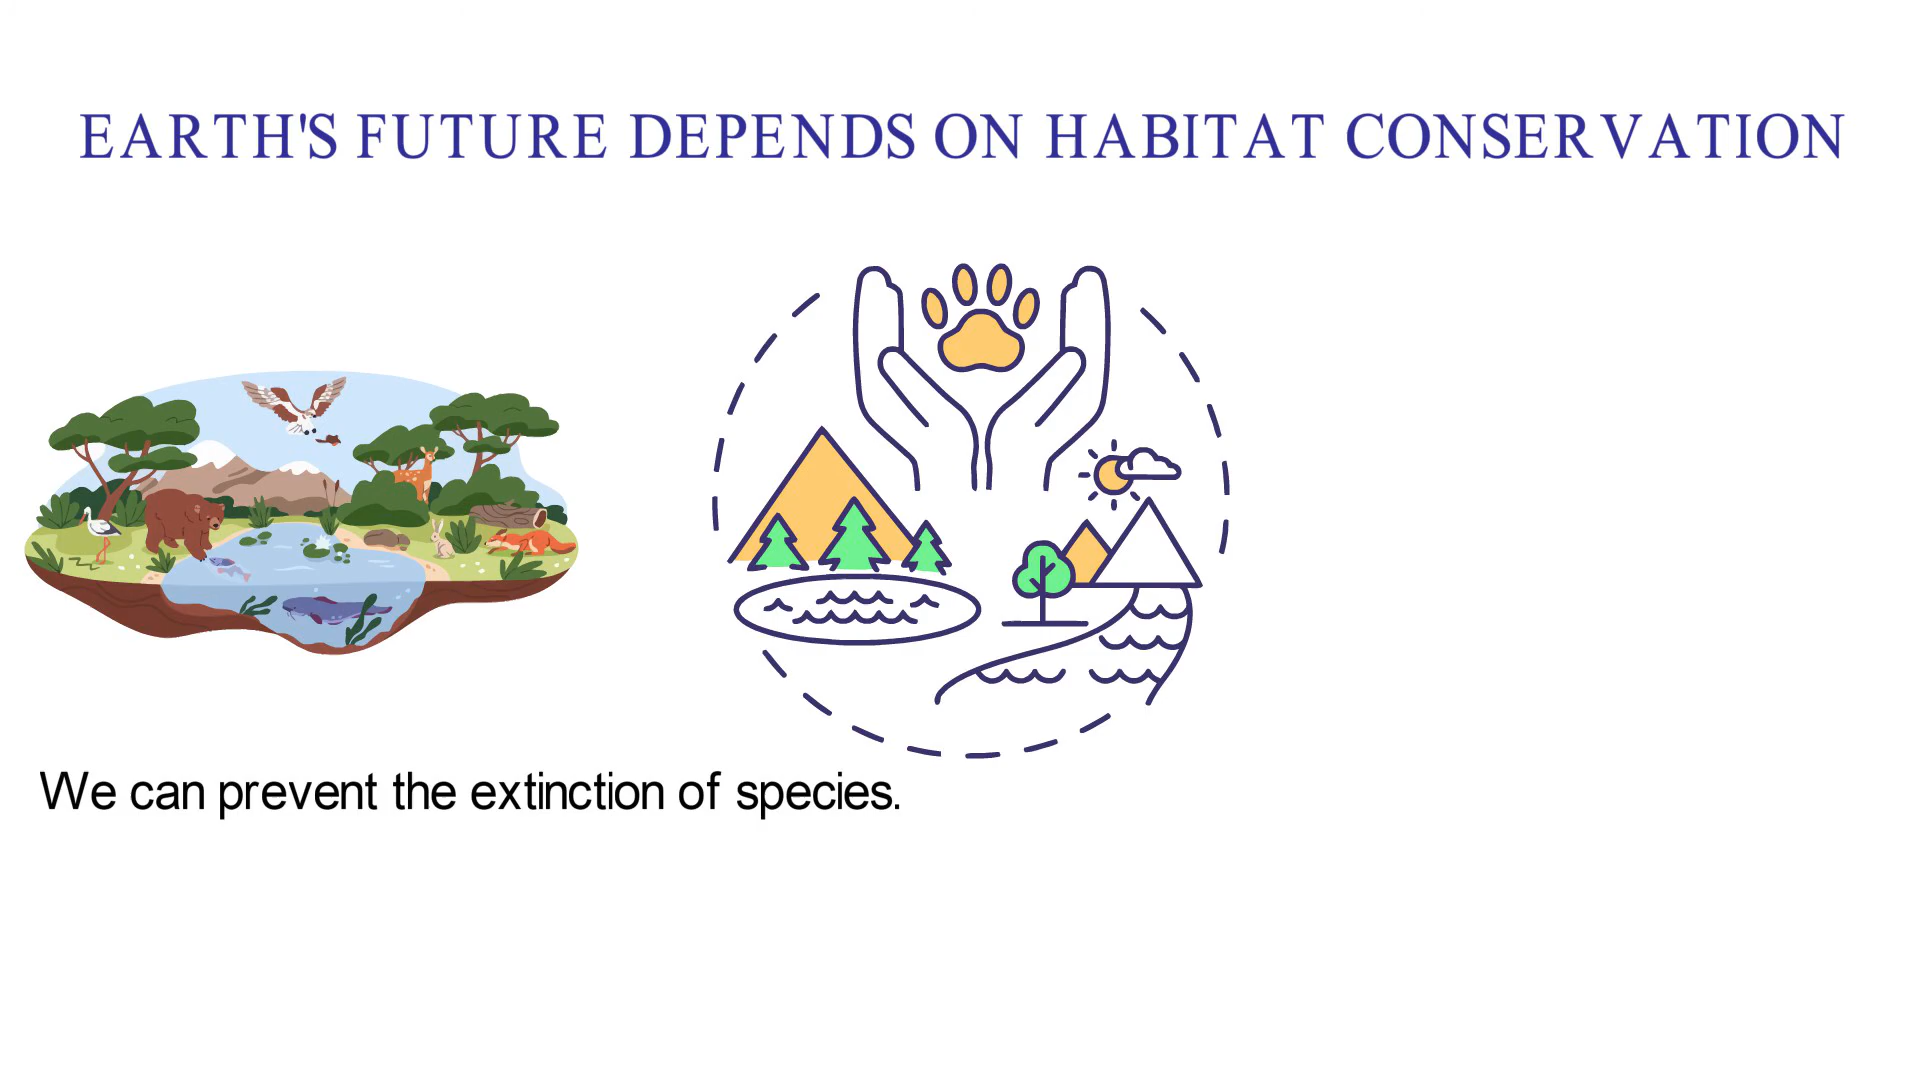 EARTH'S FUTURE DEPENDS ON HABITAT CONSERVATION
We can prevent the extinction of species.